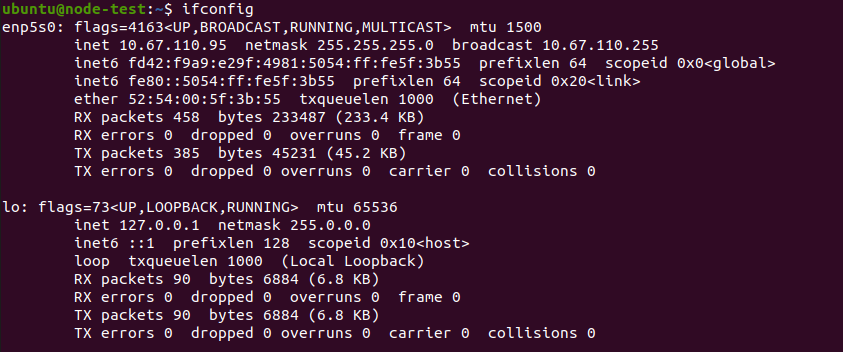 ubuntu@node-test:~$ ifconfig
enp5s0: flags=4163<UP,BROADCAST,RUNNING,MULTICAST>  mtu 1500
        inet 10.67.110.95  netmask 255.255.255.0  broadcast 10.67.110.255
        inet6 fd42:f9a9:e29f:4981:5054:ff:fe5f:3b55  prefixlen 64  scopeid 0x0<global>
        inet6 fe80::5054:ff:fe5f:3b55  prefixlen 64  scopeid 0x20<link>
        ether 52:54:00:5f:3b:55  txqueuelen 1000  (Ethernet)
        RX packets 458  bytes 233487 (233.4 KB)
        RX errors 0  dropped 0  overruns 0  frame 0
        TX packets 385  bytes 45231 (45.2 KB)
        TX errors 0  dropped 0 overruns 0  carrier 0  collisions 0

lo: flags=73<UP,LOOPBACK,RUNNING>  mtu 65536
        inet 127.0.0.1  netmask 255.0.0.0
        inet6 ::1  prefixlen 128  scopeid 0x10<host>
        loop  txqueuelen 1000  (Local Loopback)
        RX packets 90  bytes 6884 (6.8 KB)
        RX errors 0  dropped 0  overruns 0  frame 0
        TX packets 90  bytes 6884 (6.8 KB)
        TX errors 0  dropped 0 overruns 0  carrier 0  collisions 0